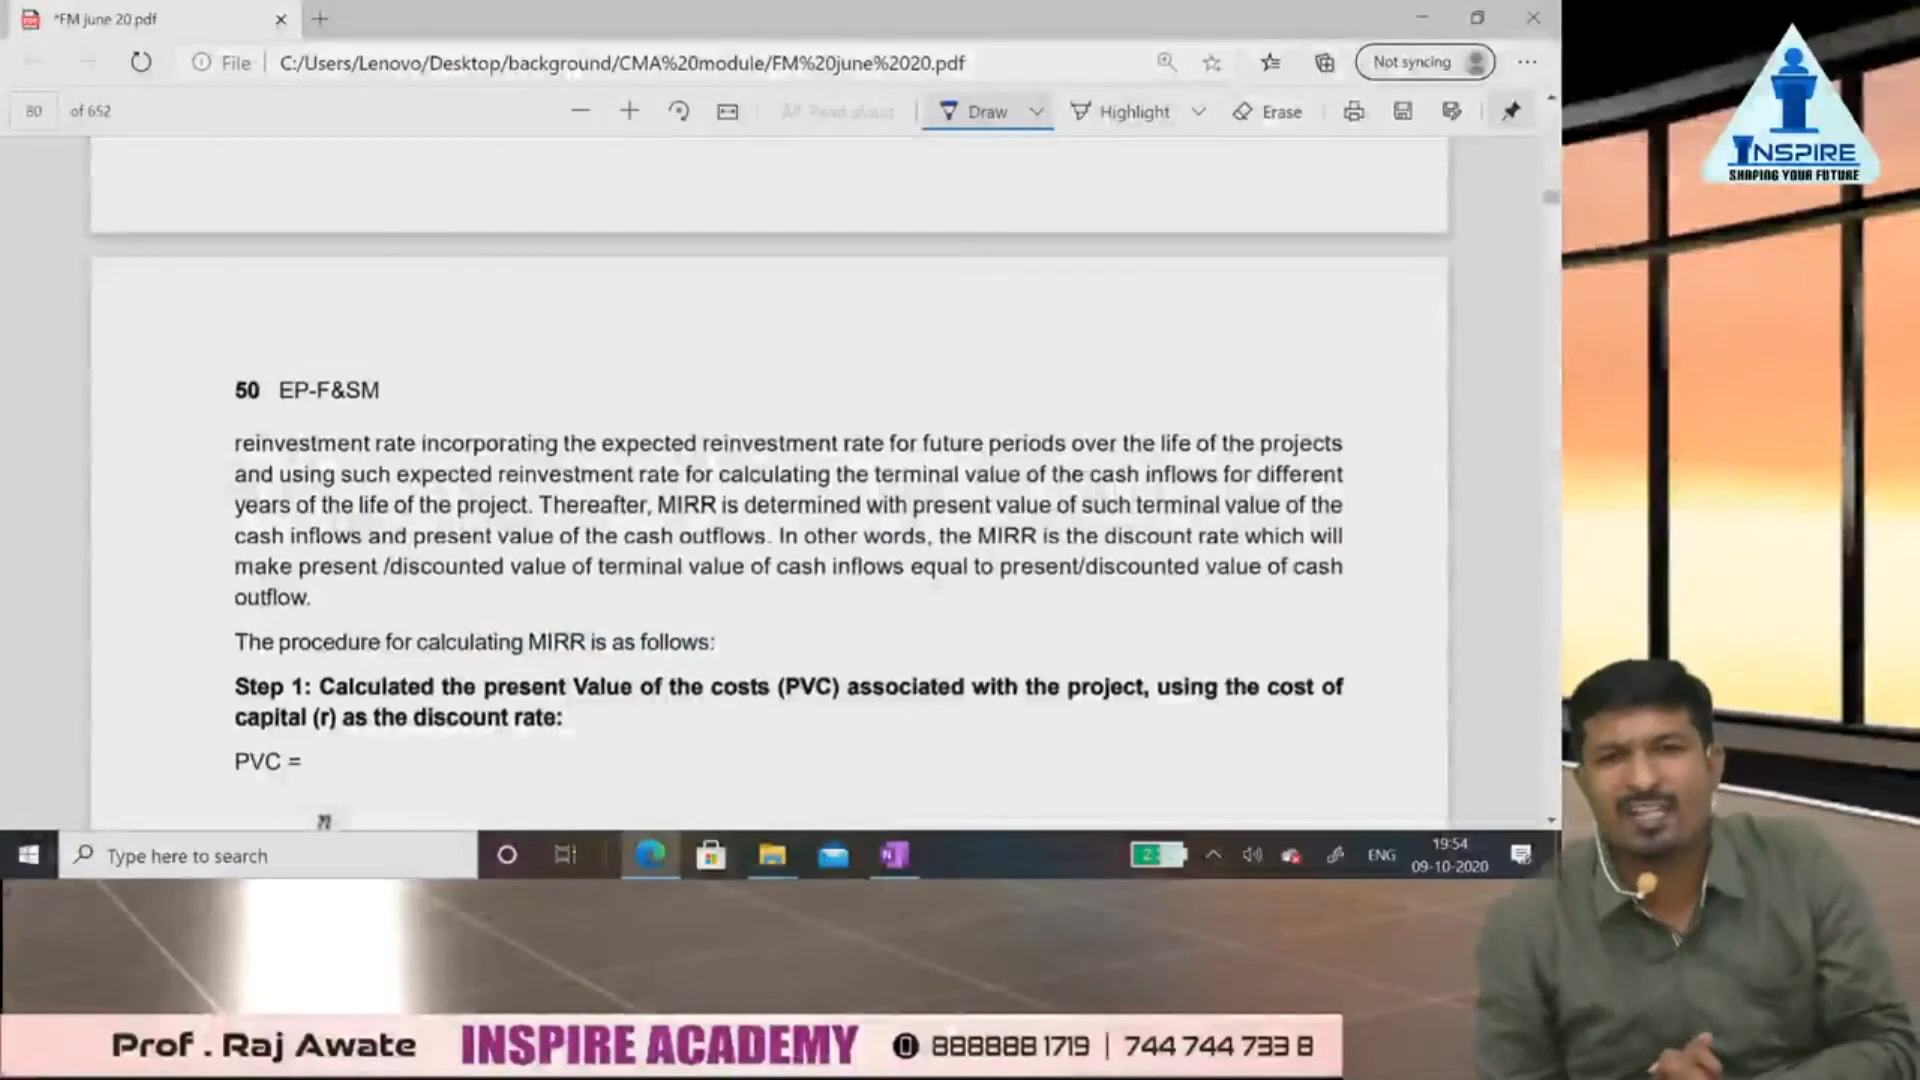 *FM june 20.pdf
File
C:/Users/Lenovo/Desktop/background/CMA%20module/FM%20june%2020.pdf
Not syncing
80 of 652
Read aloud
Draw
Highlight
Erase
INSPIRE
SHAPING YOUR FUTURE
50 EP-F&SM
reinvestment rate incorporating the expected reinvestment rate for future periods over the life of the projects
and using such expected reinvestment rate for calculating the terminal value of the cash inflows for different
years of the life of the project. Thereafter, MIRR is determined with present value of such terminal value of the
cash inflows and present value of the cash outflows. In other words, the MIRR is the discount rate which will
make present /discounted value of terminal value of cash inflows equal to present/discounted value of cash
outflow.
The procedure for calculating MIRR is as follows:
Step 1: Calculated the present Value of the costs (PVC) associated with the project, using the cost of
capital (r) as the discount rate:
PVC =
n
Type here to search
ENG
19:54
09-10-2020
Prof . Raj Awate INSPIRE ACADEMY 888888 1719 | 744 744 733 8